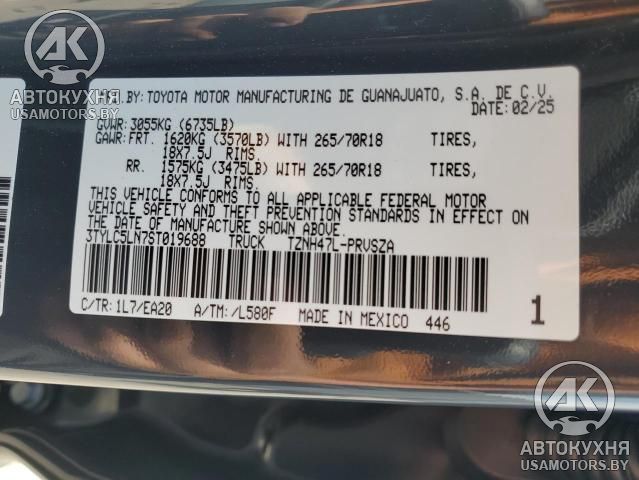 AK
АВТОКУХНЯ
USAMOTORS.BY
BY: TOYOTA MOTOR MANUFACTURING DE GUANAJUATO, S.A. DE C.V.
DATE: 02/25
GVWR: 3055KG (6735LB)
GAWR: FRT. 1620KG (3570LB) WITH 265/70R18 TIRES,
18X7.5J RIMS.
RR. 1575KG (3475LB) WITH 265/70R18 TIRES,
18X7.5J RIMS.
THIS VEHICLE CONFORMS TO ALL APPLICABLE FEDERAL MOTOR
VEHICLE SAFETY AND THEFT PREVENTION STANDARDS IN EFFECT ON
THE DATE OF MANUFACTURE SHOWN ABOVE.
3TYLC5LN7ST019688 TRUCK TZNH47L-PRVSZA
C/TR: 1L7/EA20 A/TM: /L580F MADE IN MEXICO 446 1
AK
АВТОКУХНЯ
USAMOTORS.BY